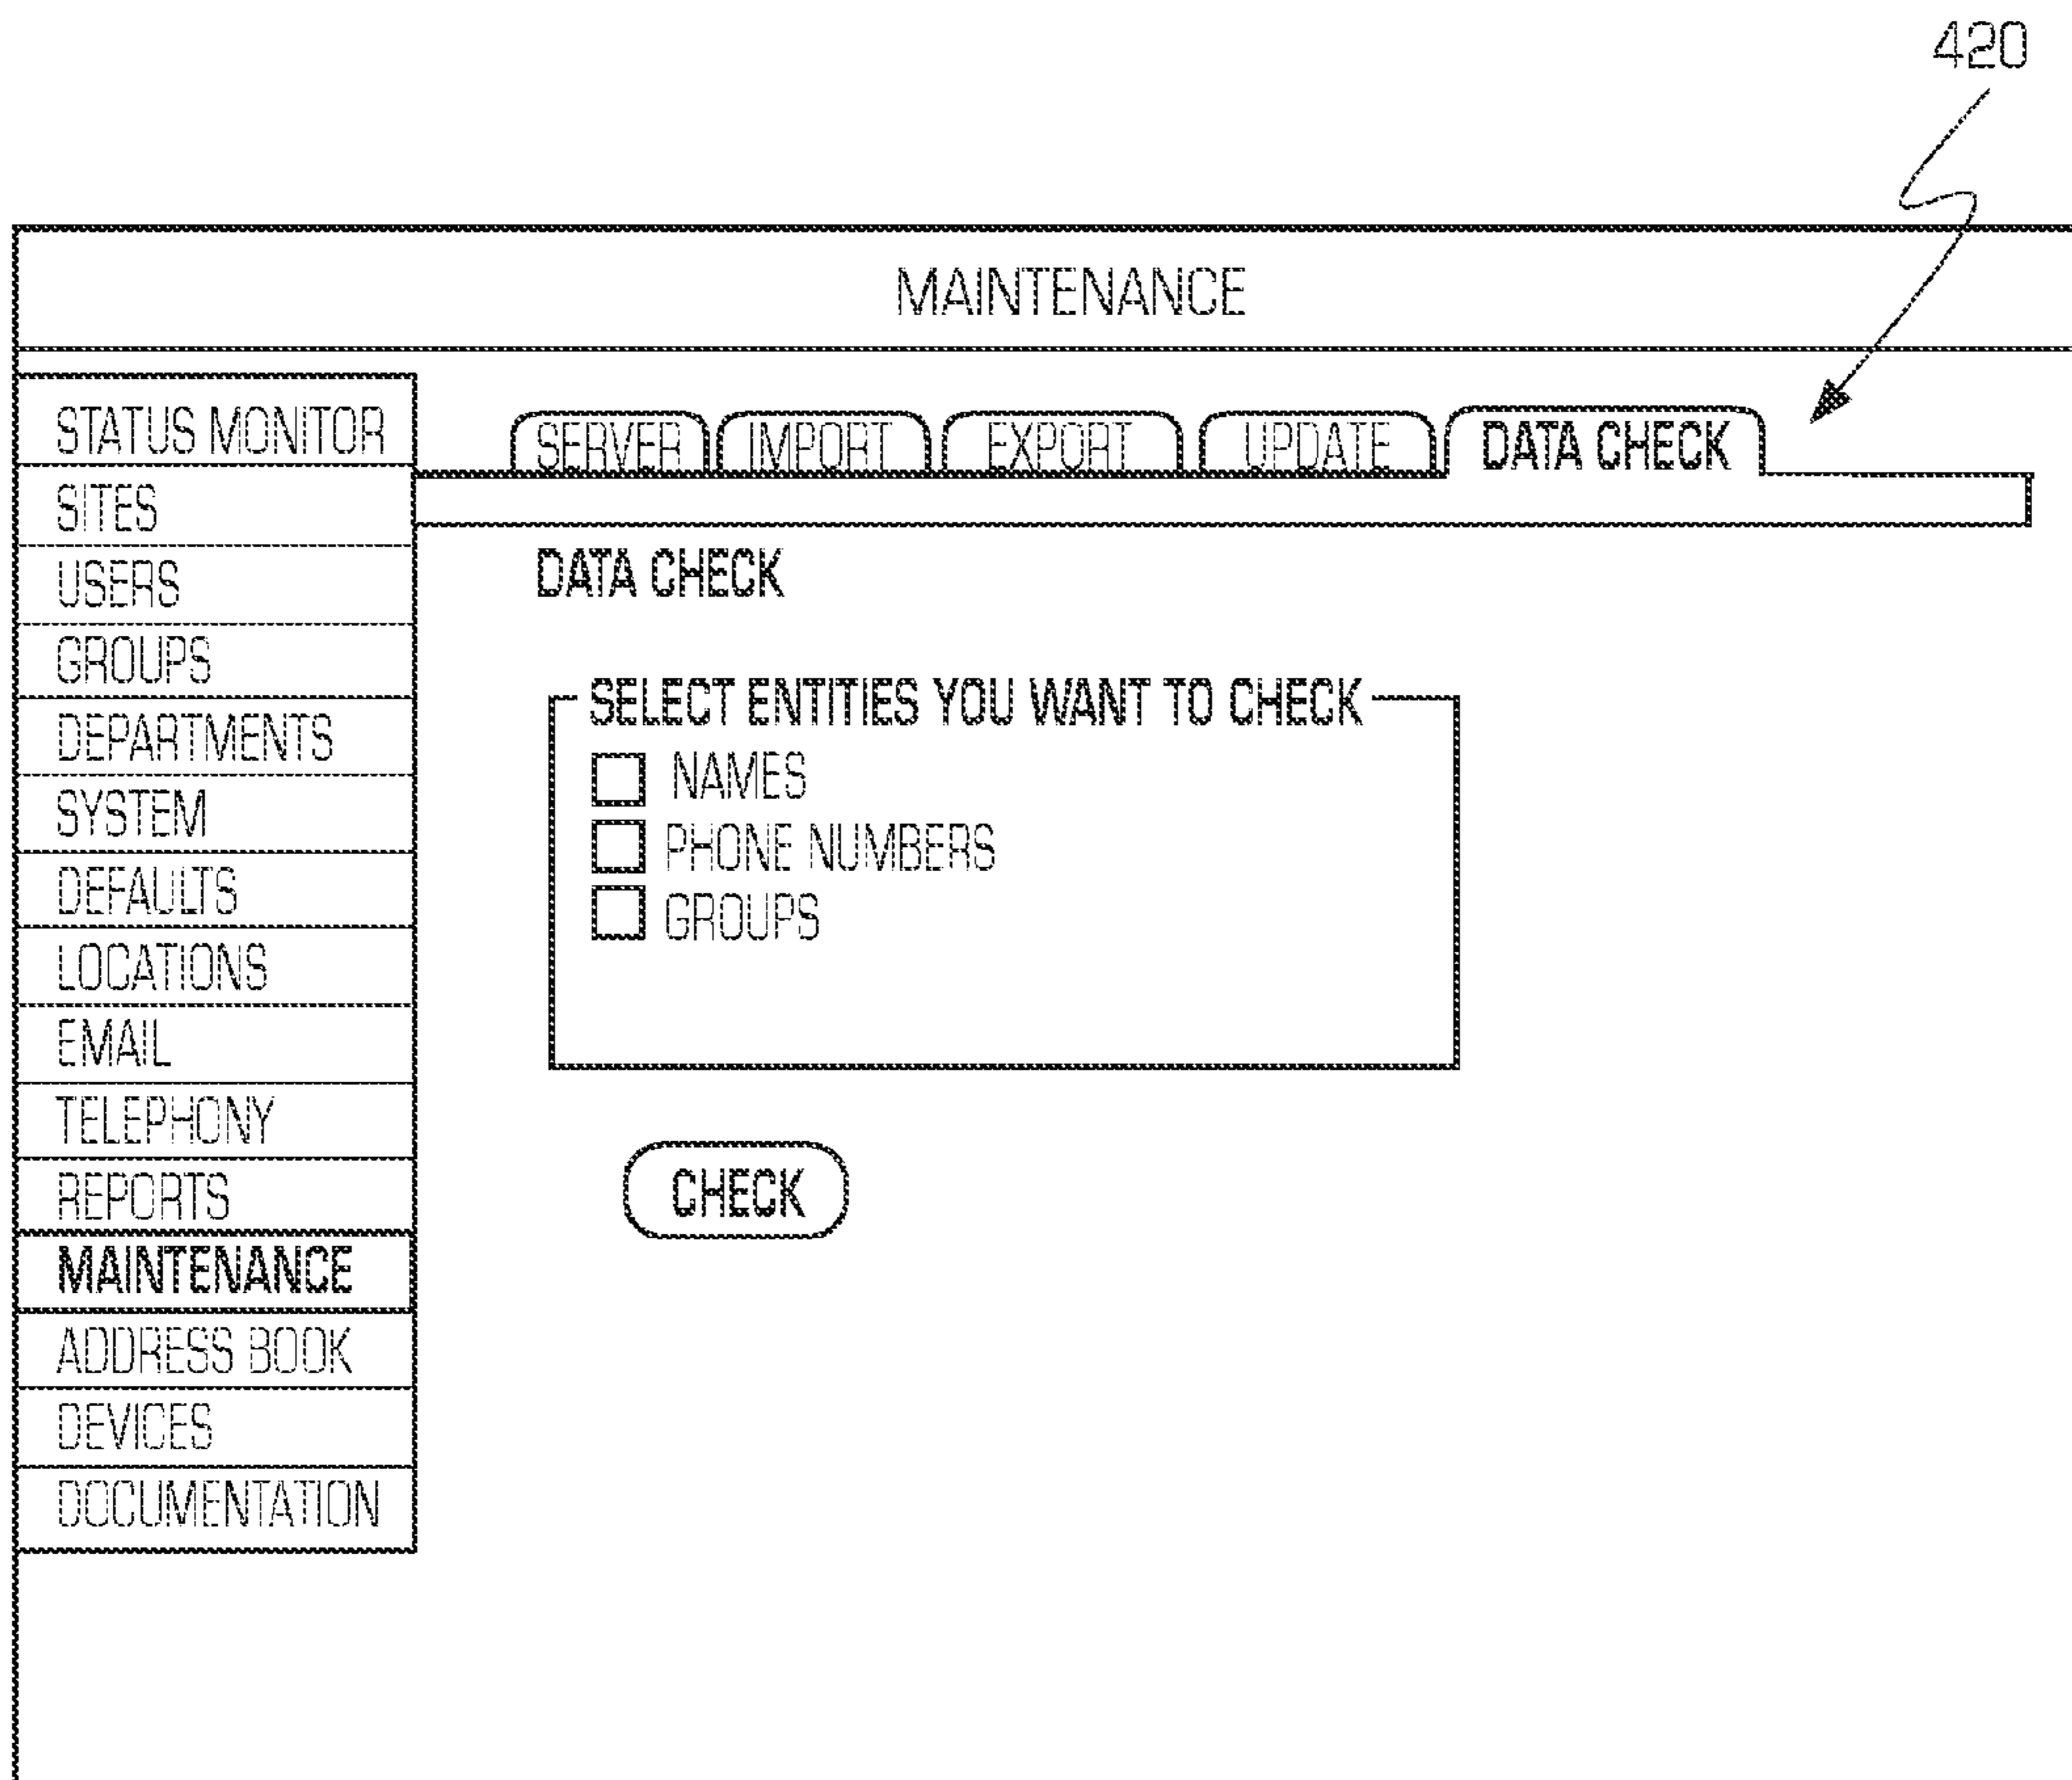 420
MAINTENANCE
STATUS MONITOR
SITES
USERS
GROUPS
DEPARTMENTS
SYSTEM
DEFAULTS
LOCATIONS
EMAIL
TELEPHONY
REPORTS
MAINTENANCE
ADDRESS BOOK
DEVICES
DOCUMENTATION
SERVER IMPORT EXPORT UPDATE DATA CHECK
DATA CHECK
SELECT ENTITIES YOU WANT TO CHECK
NAMES
PHONE NUMBERS
GROUPS
CHECK